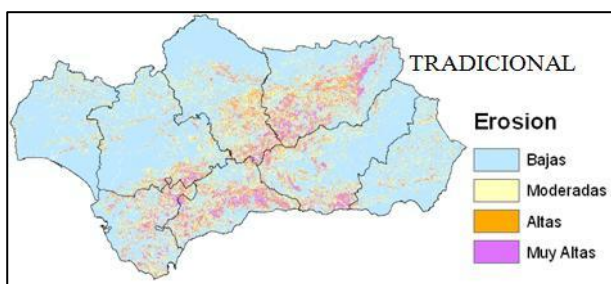 TRADICIONAL
Erosion
Bajas
Moderadas
Altas
Muy Altas